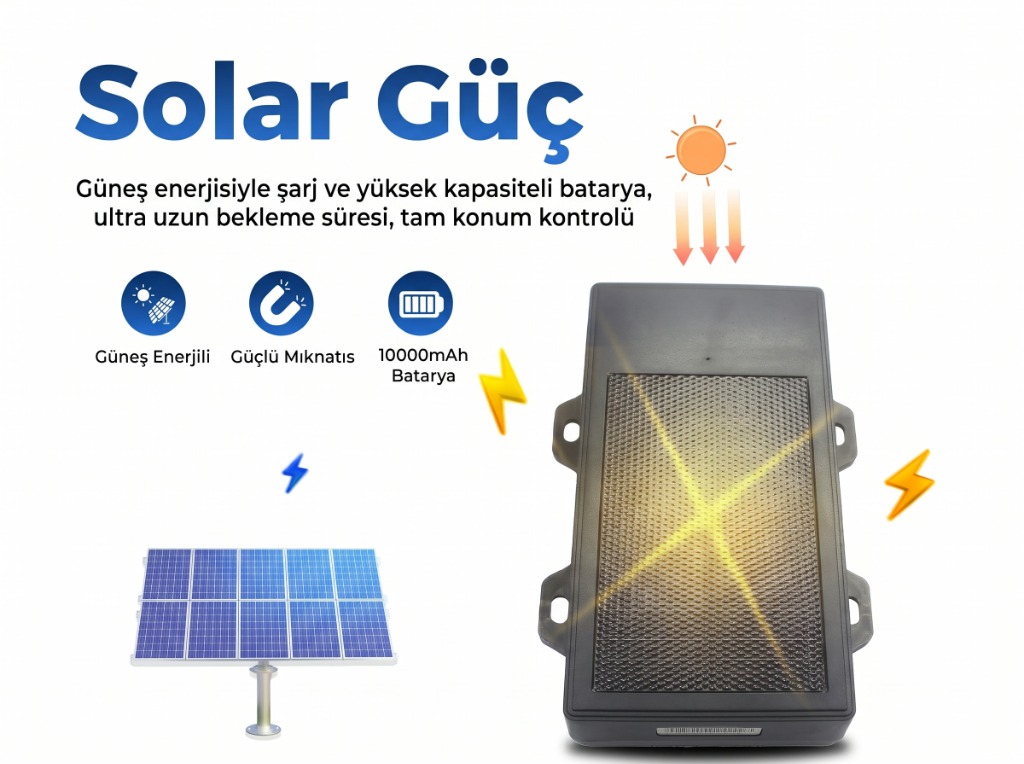 Solar Güç
Güneş enerjisiyle şarj ve yüksek kapasiteli batarya,
ultra uzun bekleme süresi, tam konum kontrolü
Güneş Enerjili
Güçlü Mıknatıs
10000mAh
Batarya